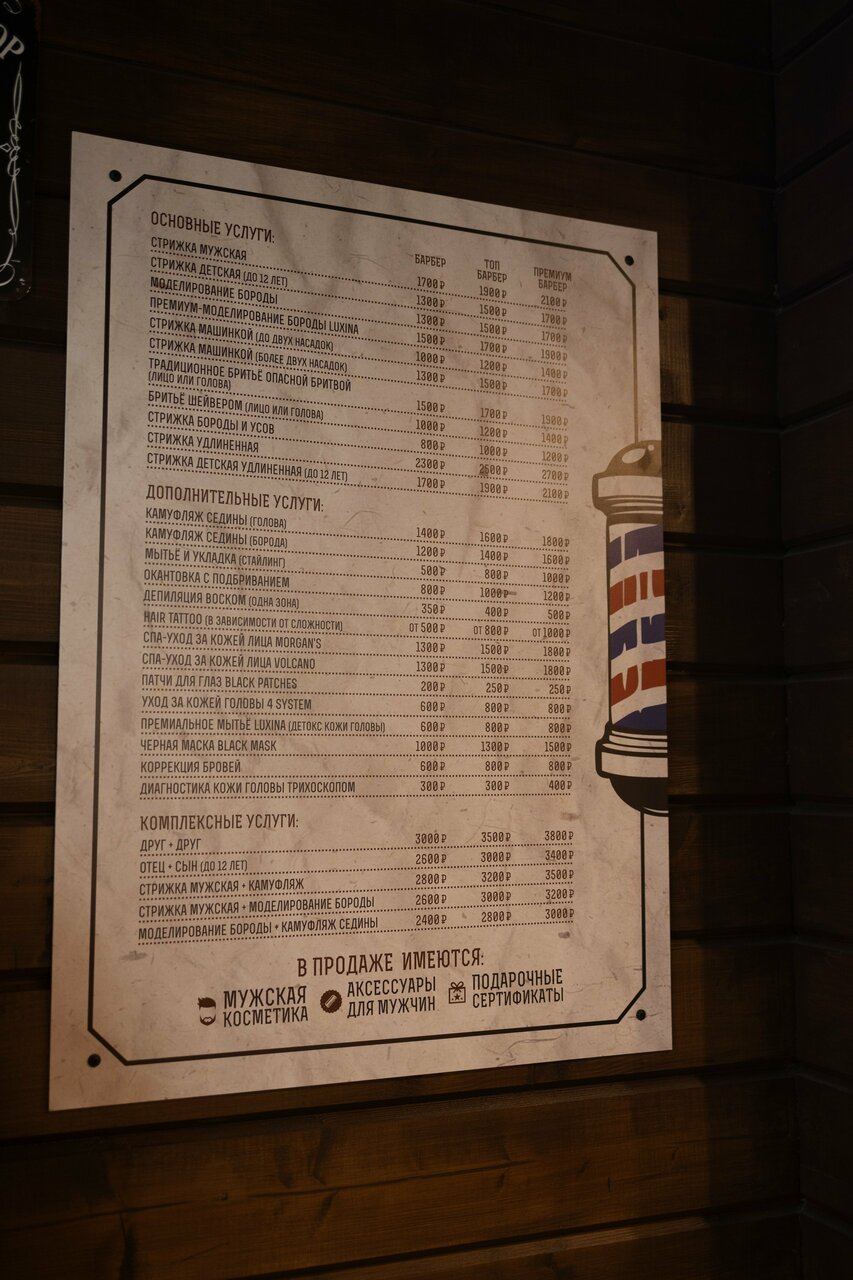 OP
ОСНОВНЫЕ УСЛУГИ:
БАРБЕР ТОП БАРБЕР ПРЕМИУМ БАРБЕР
СТРИЖКА МУЖСКАЯ 1700₽ 1900₽ 2100₽
СТРИЖКА ДЕТСКАЯ (ДО 12 ЛЕТ) 1300₽ 1500₽ 1700₽
МОДЕЛИРОВАНИЕ БОРОДЫ 1300₽ 1500₽ 1700₽
ПРЕМИУМ-МОДЕЛИРОВАНИЕ БОРОДЫ LUXINA 1500₽ 1700₽ 1900₽
СТРИЖКА МАШИНКОЙ (ДО ДВУХ НАСАДОК) 1000₽ 1200₽ 1400₽
СТРИЖКА МАШИНКОЙ (БОЛЕЕ ДВУХ НАСАДОК) 1300₽ 1500₽ 1700₽
ТРАДИЦИОННОЕ БРИТЬЁ ОПАСНОЙ БРИТВОЙ
(ЛИЦО ИЛИ ГОЛОВА) 1500₽ 1700₽ 1900₽
БРИТЬЁ ШЕЙВЕРОМ (ЛИЦО ИЛИ ГОЛОВА) 1000₽ 1200₽ 1400₽
СТРИЖКА БОРОДЫ И УСОВ 800₽ 1000₽ 1200₽
СТРИЖКА УДЛИНЕННАЯ 2300₽ 2500₽ 2700₽
СТРИЖКА ДЕТСКАЯ УДЛИНЕННАЯ (ДО 12 ЛЕТ) 1700₽ 1900₽ 2100₽
ДОПОЛНИТЕЛЬНЫЕ УСЛУГИ:
КАМУФЛЯЖ СЕДИНЫ (ГОЛОВА) 1400₽ 1600₽ 1800₽
КАМУФЛЯЖ СЕДИНЫ (БОРОДА) 1200₽ 1400₽ 1600₽
МЫТЬЁ И УКЛАДКА (СТАЙЛИНГ) 500₽ 800₽ 1000₽
ОКАНТОВКА С ПОДБРИВАНИЕМ 800₽ 1000₽ 1200₽
ДЕПИЛЯЦИЯ ВОСКОМ (ОДНА ЗОНА) 350₽ 400₽ 500₽
HAIR TATTOO (В ЗАВИСИМОСТИ ОТ СЛОЖНОСТИ) ОТ 500₽ ОТ 800₽ ОТ 1000₽
СПА-УХОД ЗА КОЖЕЙ ЛИЦА MORGAN'S 1300₽ 1500₽ 1800₽
СПА-УХОД ЗА КОЖЕЙ ЛИЦА VOLCANO 1300₽ 1500₽ 1800₽
ПАТЧИ ДЛЯ ГЛАЗ BLACK PATCHES 200₽ 250₽ 250₽
УХОД ЗА КОЖЕЙ ГОЛОВЫ 4 SYSTEM 600₽ 800₽ 800₽
ПРЕМИАЛЬНОЕ МЫТЬЁ LUXINA (ДЕТОКС КОЖИ ГОЛОВЫ) 600₽ 800₽ 800₽
ЧЕРНАЯ МАСКА BLACK MASK 1000₽ 1300₽ 1500₽
КОРРЕКЦИЯ БРОВЕЙ 600₽ 800₽ 800₽
ДИАГНОСТИКА КОЖИ ГОЛОВЫ ТРИХОСКОПОМ 300₽ 300₽ 400₽
КОМПЛЕКСНЫЕ УСЛУГИ:
ДРУГ + ДРУГ 3000₽ 3500₽ 3800₽
ОТЕЦ + СЫН (ДО 12 ЛЕТ) 2600₽ 3000₽ 3400₽
СТРИЖКА МУЖСКАЯ + КАМУФЛЯЖ 2800₽ 3200₽ 3500₽
СТРИЖКА МУЖСКАЯ + МОДЕЛИРОВАНИЕ БОРОДЫ 2600₽ 3000₽ 3200₽
МОДЕЛИРОВАНИЕ БОРОДЫ + КАМУФЛЯЖ СЕДИНЫ 2400₽ 2800₽ 3000₽
В ПРОДАЖЕ ИМЕЮТСЯ:
МУЖСКАЯ
КОСМЕТИКА
АКСЕССУАРЫ
ДЛЯ МУЖЧИН
ПОДАРОЧНЫЕ
СЕРТИФИКАТЫ